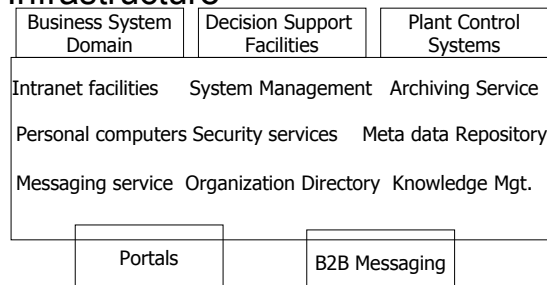 Infrastructure
Business System Domain
Decision Support Facilities
Plant Control Systems
Intranet facilities System Management Archiving Service
Personal computers Security services Meta data Repository
Messaging service Organization Directory Knowledge Mgt.
Portals
B2B Messaging